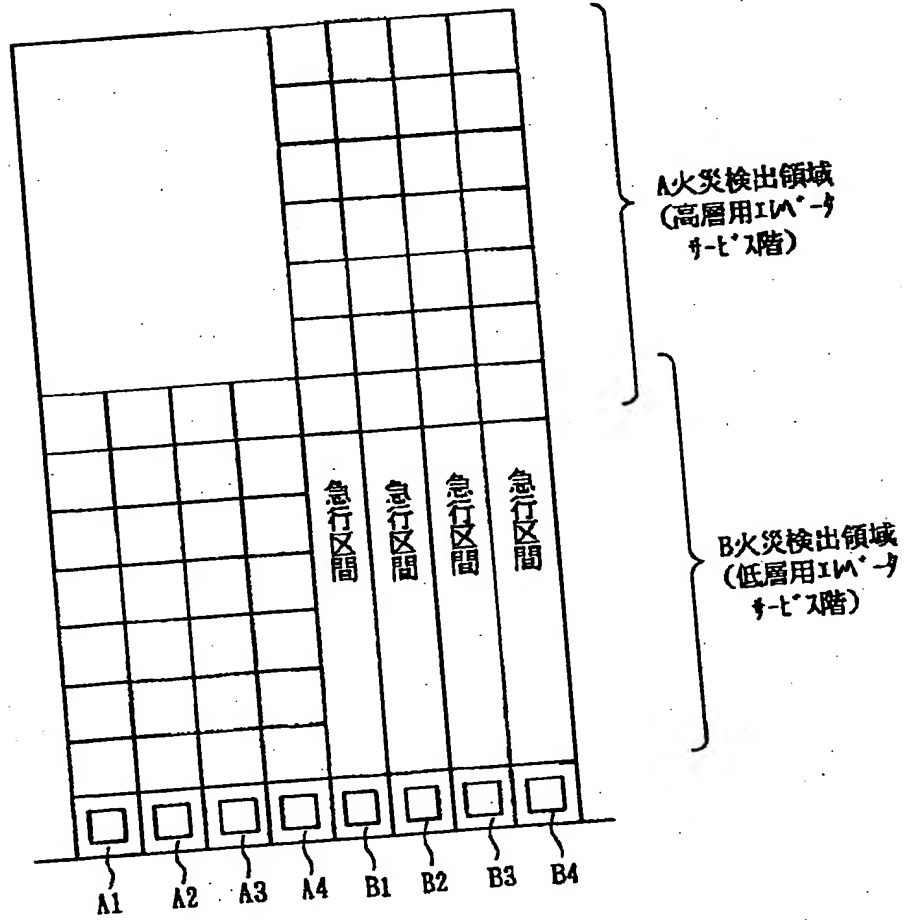 A火災検出領域
(高層用エレベータ
サービス階)
急行区間
急行区間
急行区間
急行区間
B火災検出領域
(低層用エレベータ
サービス階)
A1
A2
A3
A4
B1
B2
B3
B4